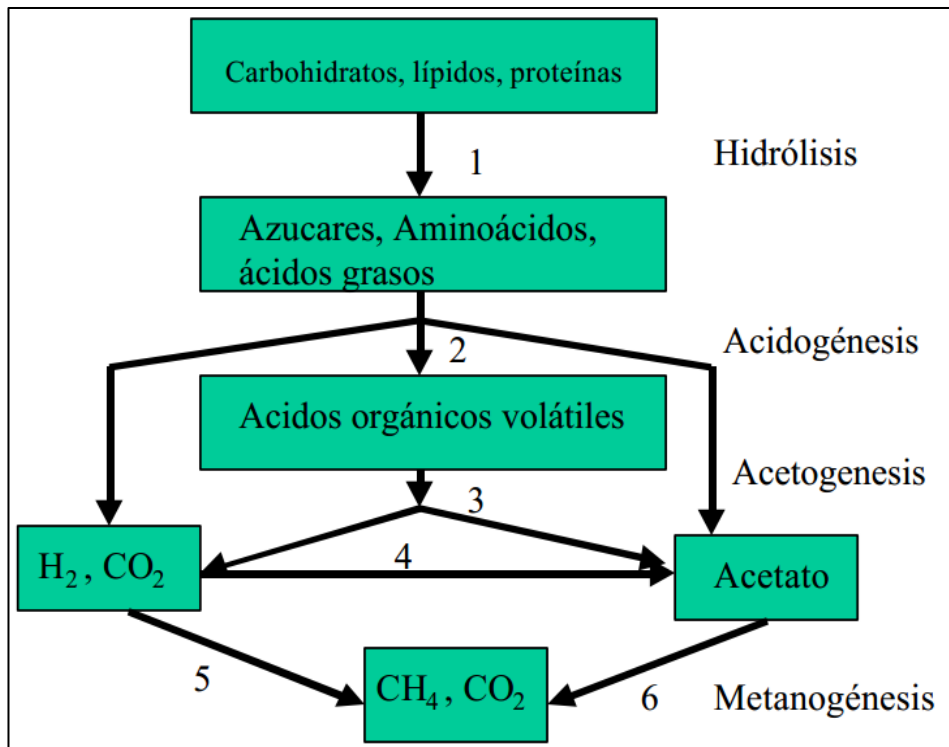 Carbohidratos, lípidos, proteínas
1
Hidrólisis
Azucares, Aminoácidos,
ácidos grasos
2
Acidogénesis
Acidos orgánicos volátiles
3
Acetogenesis
H₂ , CO₂
4
Acetato
5
CH₄ , CO₂
6
Metanogénesis